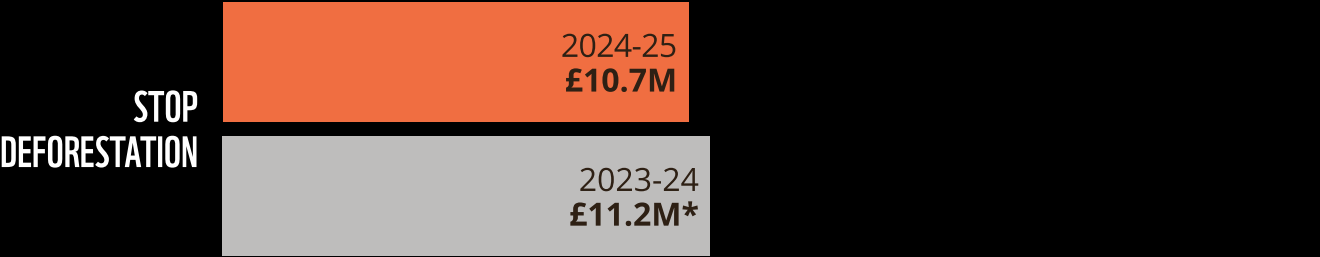 STOP
DEFORESTATION
2024-25
£10.7M
2023-24
£11.2M*